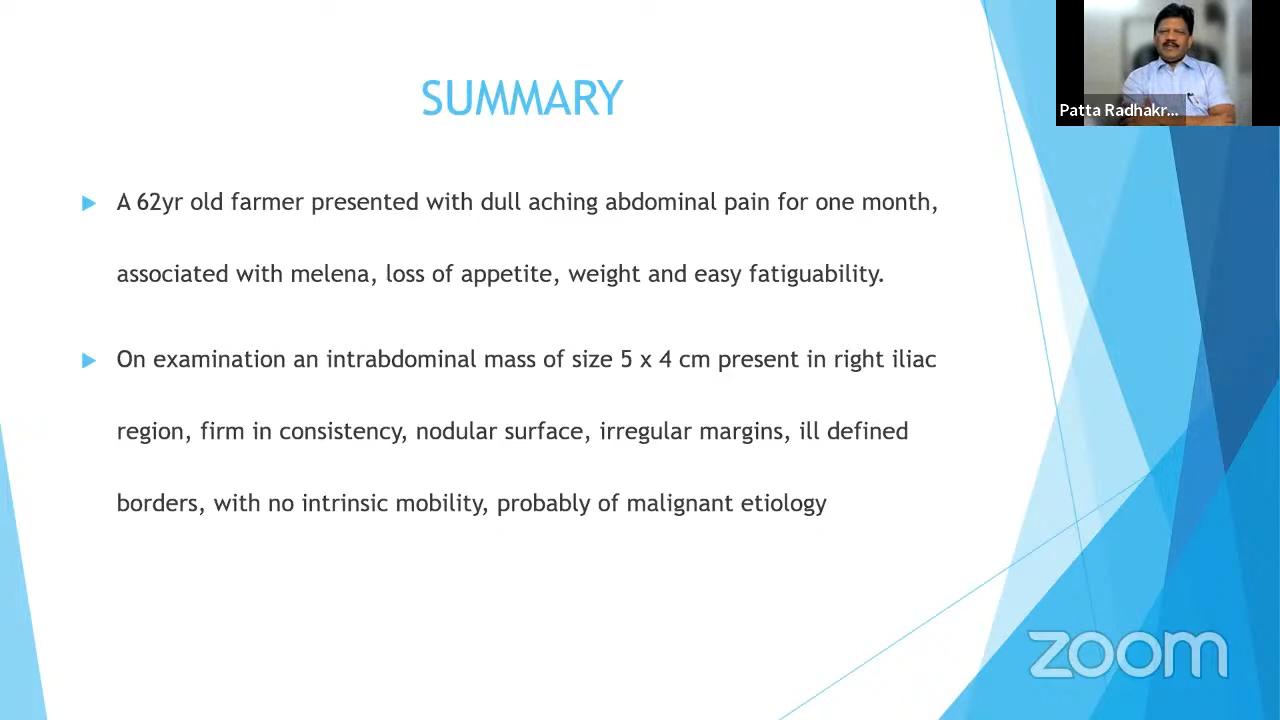 SUMMARY
Patta Radhakr...
A 62yr old farmer presented with dull aching abdominal pain for one month,
associated with melena, loss of appetite, weight and easy fatiguability.
On examination an intrabdominal mass of size 5 x 4 cm present in right iliac
region, firm in consistency, nodular surface, irregular margins, ill defined
borders, with no intrinsic mobility, probably of malignant etiology
zoom